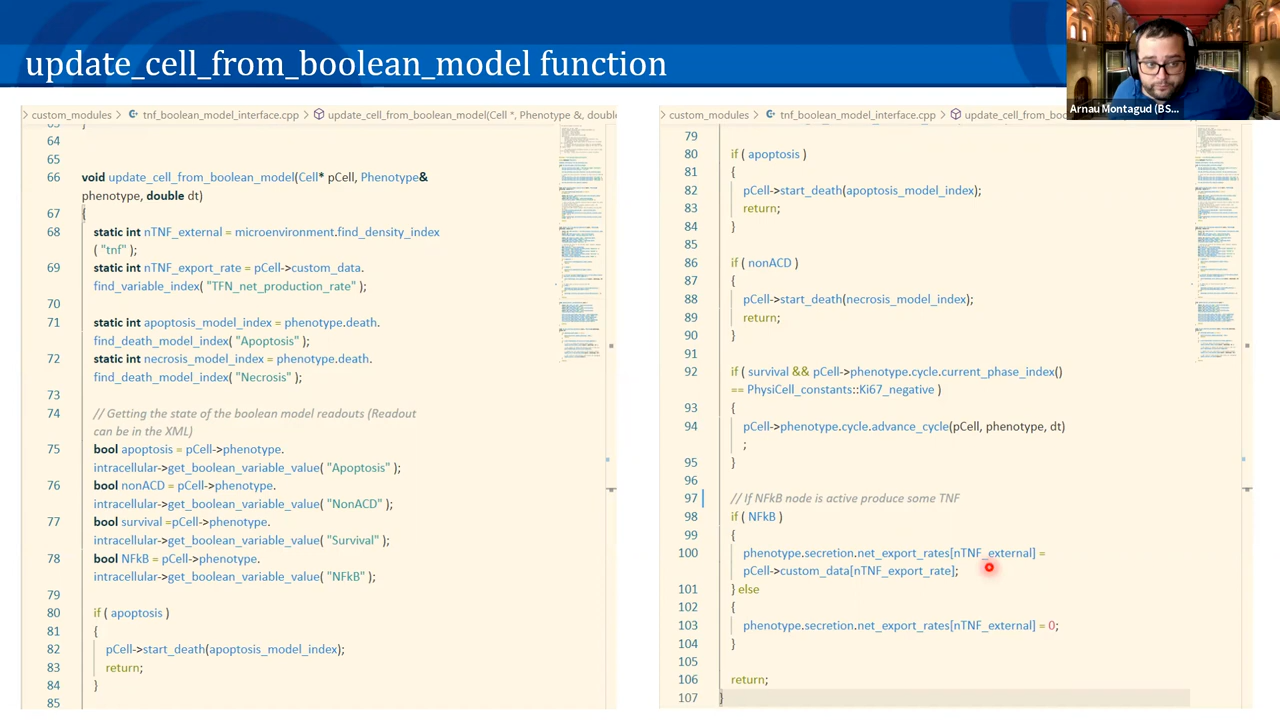 update_cell_from_boolean_model function
Arnau Montagud (BS...
custom_modules > tnf_boolean_model_interface.cpp > update_cell_from_boolean_model(Cell *, Phenotype &, doubl
64
65
66 void update_cell_from_boolean_model(Cell* pCell, Phenotype&
phenotype, double dt)
67 {
68 static int nTNF_external = microenvironment.find_density_index
( "tnf" );
69 static int nTNF_export_rate = pCell->custom_data.
find_variable_index( "TFN_net_production_rate" );
70
71 static int apoptosis_model_index = phenotype.death.
find_death_model_index( "Apoptosis" );
72 static int necrosis_model_index = phenotype.death.
find_death_model_index( "Necrosis" );
73
74 // Getting the state of the boolean model readouts (Readout
can be in the XML)
75 bool apoptosis = pCell->phenotype.
intracellular->get_boolean_variable_value( "Apoptosis" );
76 bool nonACD = pCell->phenotype.
intracellular->get_boolean_variable_value( "NonACD" );
77 bool survival =pCell->phenotype.
intracellular->get_boolean_variable_value( "Survival" );
78 bool NFkB = pCell->phenotype.
intracellular->get_boolean_variable_value( "NFkB" );
79
80 if ( apoptosis )
81 {
82 pCell->start_death(apoptosis_model_index);
83 return;
84 }
85
custom_modules > tnf_boolean_model_interface.cpp > update_cell_from_bo
79
80 if ( apoptosis )
81 {
82 pCell->start_death(apoptosis_model_index);
83 return;
84 }
85
86 if ( nonACD )
87 {
88 pCell->start_death(necrosis_model_index);
89 return;
90 }
91
92 if ( survival && pCell->phenotype.cycle.current_phase_index()
== PhysiCell_constants::Ki67_negative )
93 {
94 pCell->phenotype.cycle.advance_cycle(pCell, phenotype, dt)
;
95 }
96
97 // If NFkB node is active produce some TNF
98 if ( NFkB )
99 {
100 phenotype.secretion.net_export_rates[nTNF_external] =
pCell->custom_data[nTNF_export_rate];
101 } else
102 {
103 phenotype.secretion.net_export_rates[nTNF_external] = 0;
104 }
105
106 return;
107 }